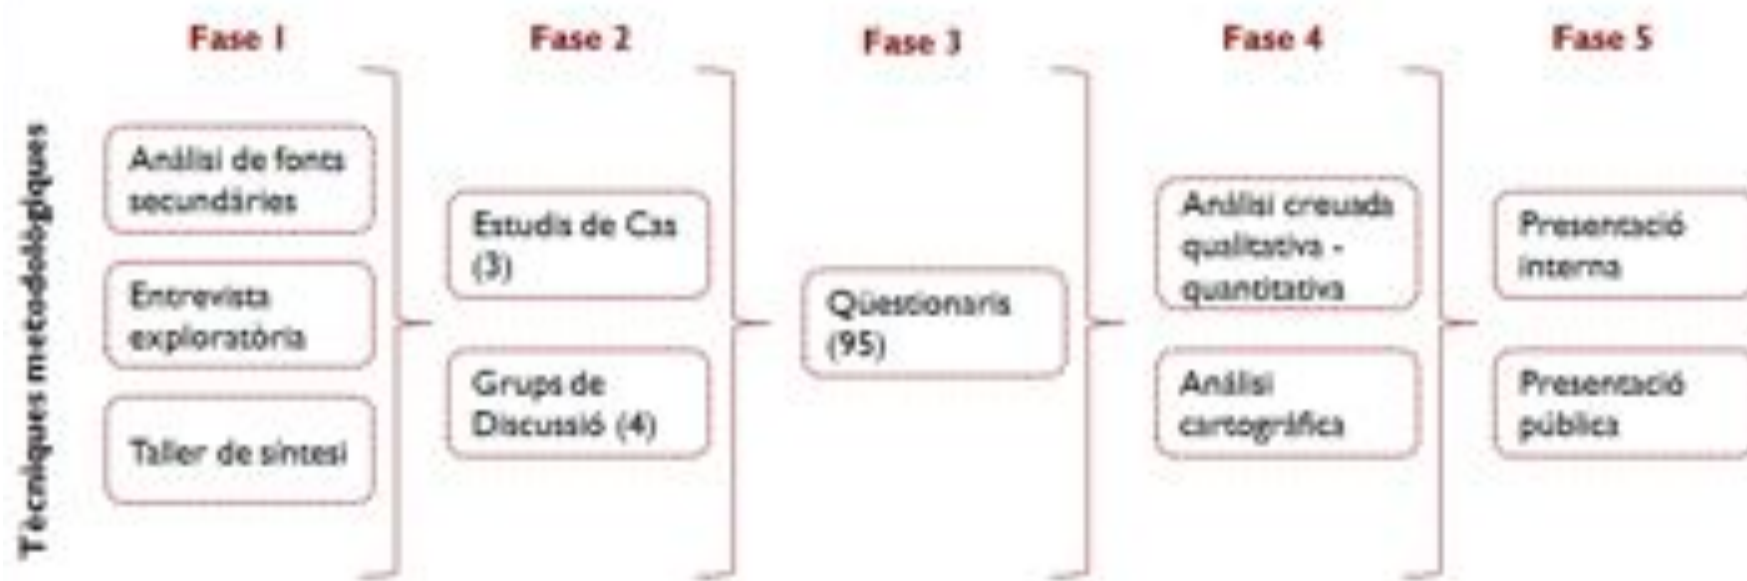 Tècniques metodològiques
Fase 1
Anàlisi de fonts
secundàries
Entrevista
exploratòria
Taller de síntesi
Fase 2
Estudis de Cas
(3)
Grups de
Discussió (4)
Fase 3
Qüestionaris
(95)
Fase 4
Anàlisi creuada
qualitativa -
quantitativa
Anàlisi
cartogràfica
Fase 5
Presentació
interna
Presentació
pública